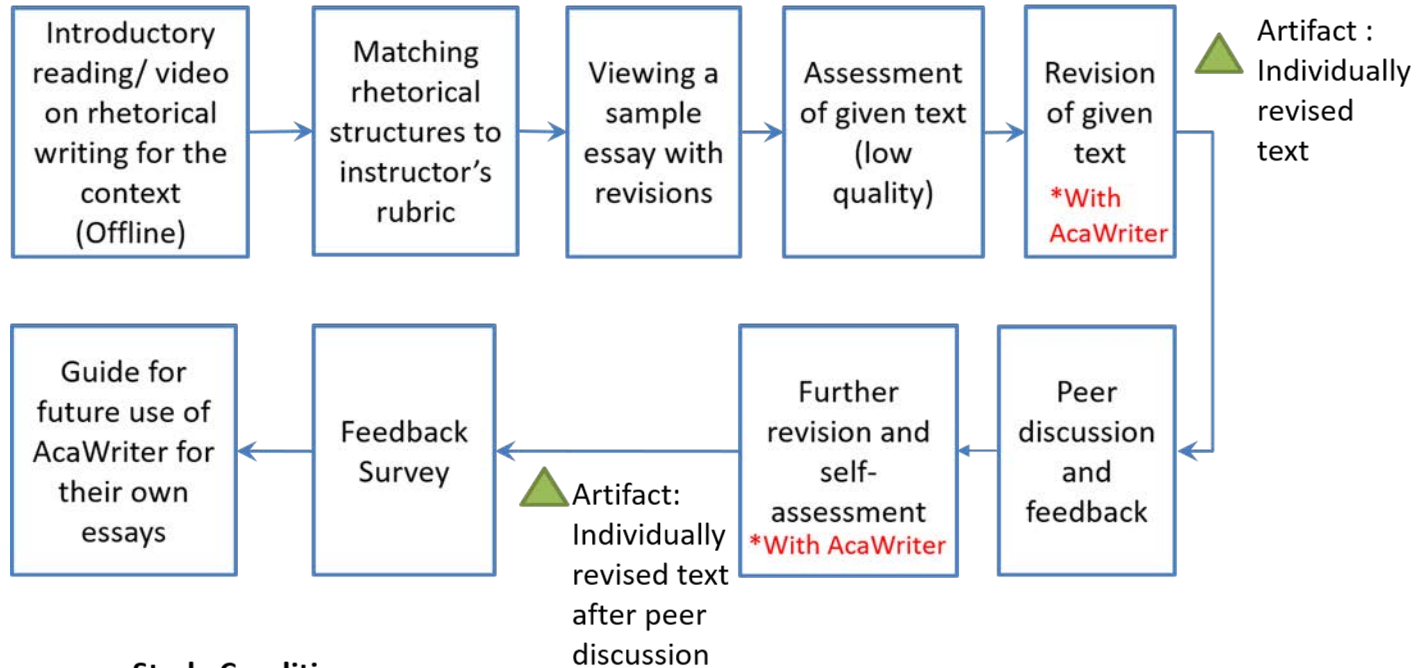 Introductory
reading/ video
on rhetorical
writing for the
context
(Offline)
Matching
rhetorical
structures to
instructor's
rubric
Viewing a
sample
essay with
revisions
Assessment
of given text
(low
quality)
Revision
of given
text
*With
AcaWriter
Artifact :
Individually
revised
text
Peer
discussion
and
feedback
Further
revision and
self-
assessment
*With AcaWriter
Artifact:
Individually
revised text
after peer
discussion
Feedback
Survey
Guide for
future use of
AcaWriter for
their own
essays